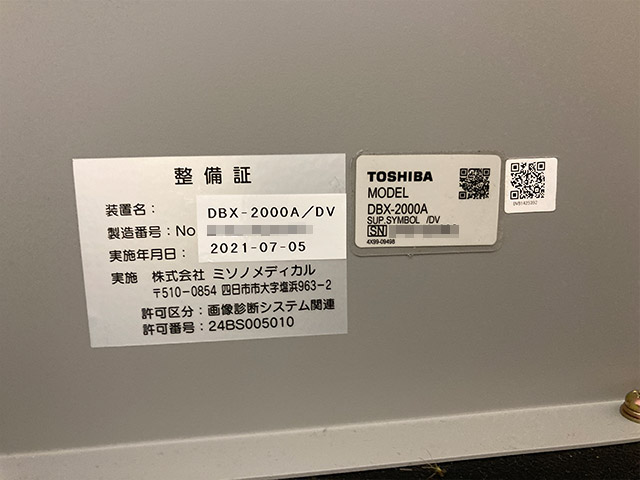 整備証
装置名： DBX-2000A／DV
製造番号：No
実施年月日： 2021-07-05
実施 株式会社 ミソノメディカル
〒510-0854 四日市市大字塩浜963-2
許可区分：画像診断システム関連
許可番号：24BS005010
TOSHIBA
MODEL
DBX-2000A
SUP.SYMBOL /DV
SN
4X99-09498